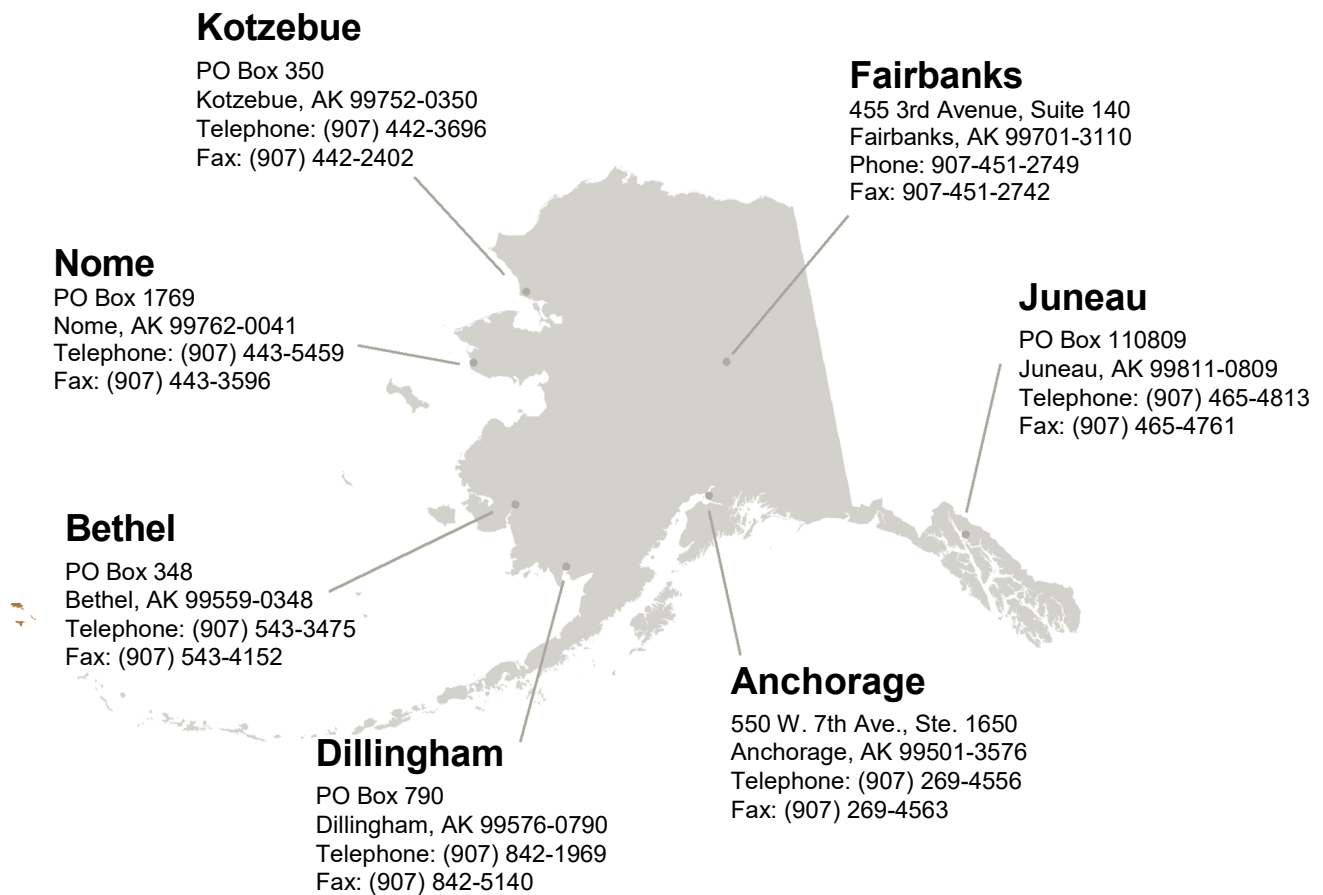 Kotzebue
PO Box 350
Kotzebue, AK 99752-0350
Telephone: (907) 442-3696
Fax: (907) 442-2402
Fairbanks
455 3rd Avenue, Suite 140
Fairbanks, AK 99701-3110
Phone: 907-451-2749
Fax: 907-451-2742
Nome
PO Box 1769
Nome, AK 99762-0041
Telephone: (907) 443-5459
Fax: (907) 443-3596
Juneau
PO Box 110809
Juneau, AK 99811-0809
Telephone: (907) 465-4813
Fax: (907) 465-4761
Bethel
PO Box 348
Bethel, AK 99559-0348
Telephone: (907) 543-3475
Fax: (907) 543-4152
Anchorage
550 W. 7th Ave., Ste. 1650
Anchorage, AK 99501-3576
Telephone: (907) 269-4556
Fax: (907) 269-4563
Dillingham
PO Box 790
Dillingham, AK 99576-0790
Telephone: (907) 842-1969
Fax: (907) 842-5140